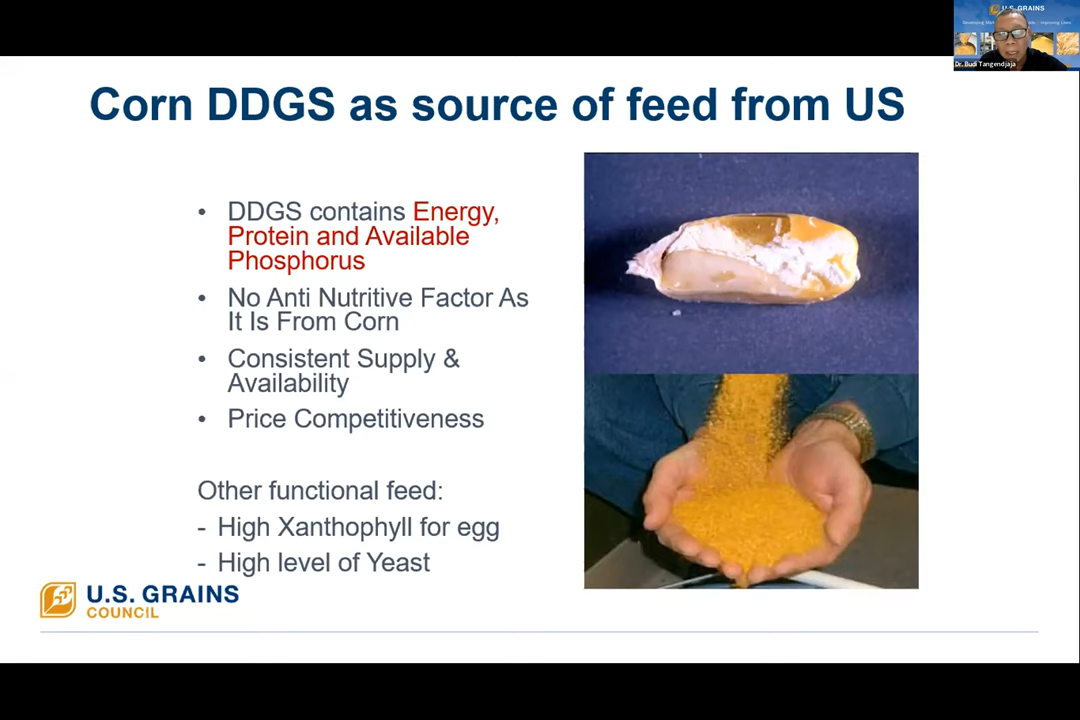 U.S. GRAINS
Dr. Budi Tangendjaja
Corn DDGS as source of feed from US
• DDGS contains Energy,
Protein and Available
Phosphorus
• No Anti Nutritive Factor As
It Is From Corn
• Consistent Supply &
Availability
• Price Competitiveness
Other functional feed:
- High Xanthophyll for egg
- High level of Yeast
U.S. GRAINS
COUNCIL